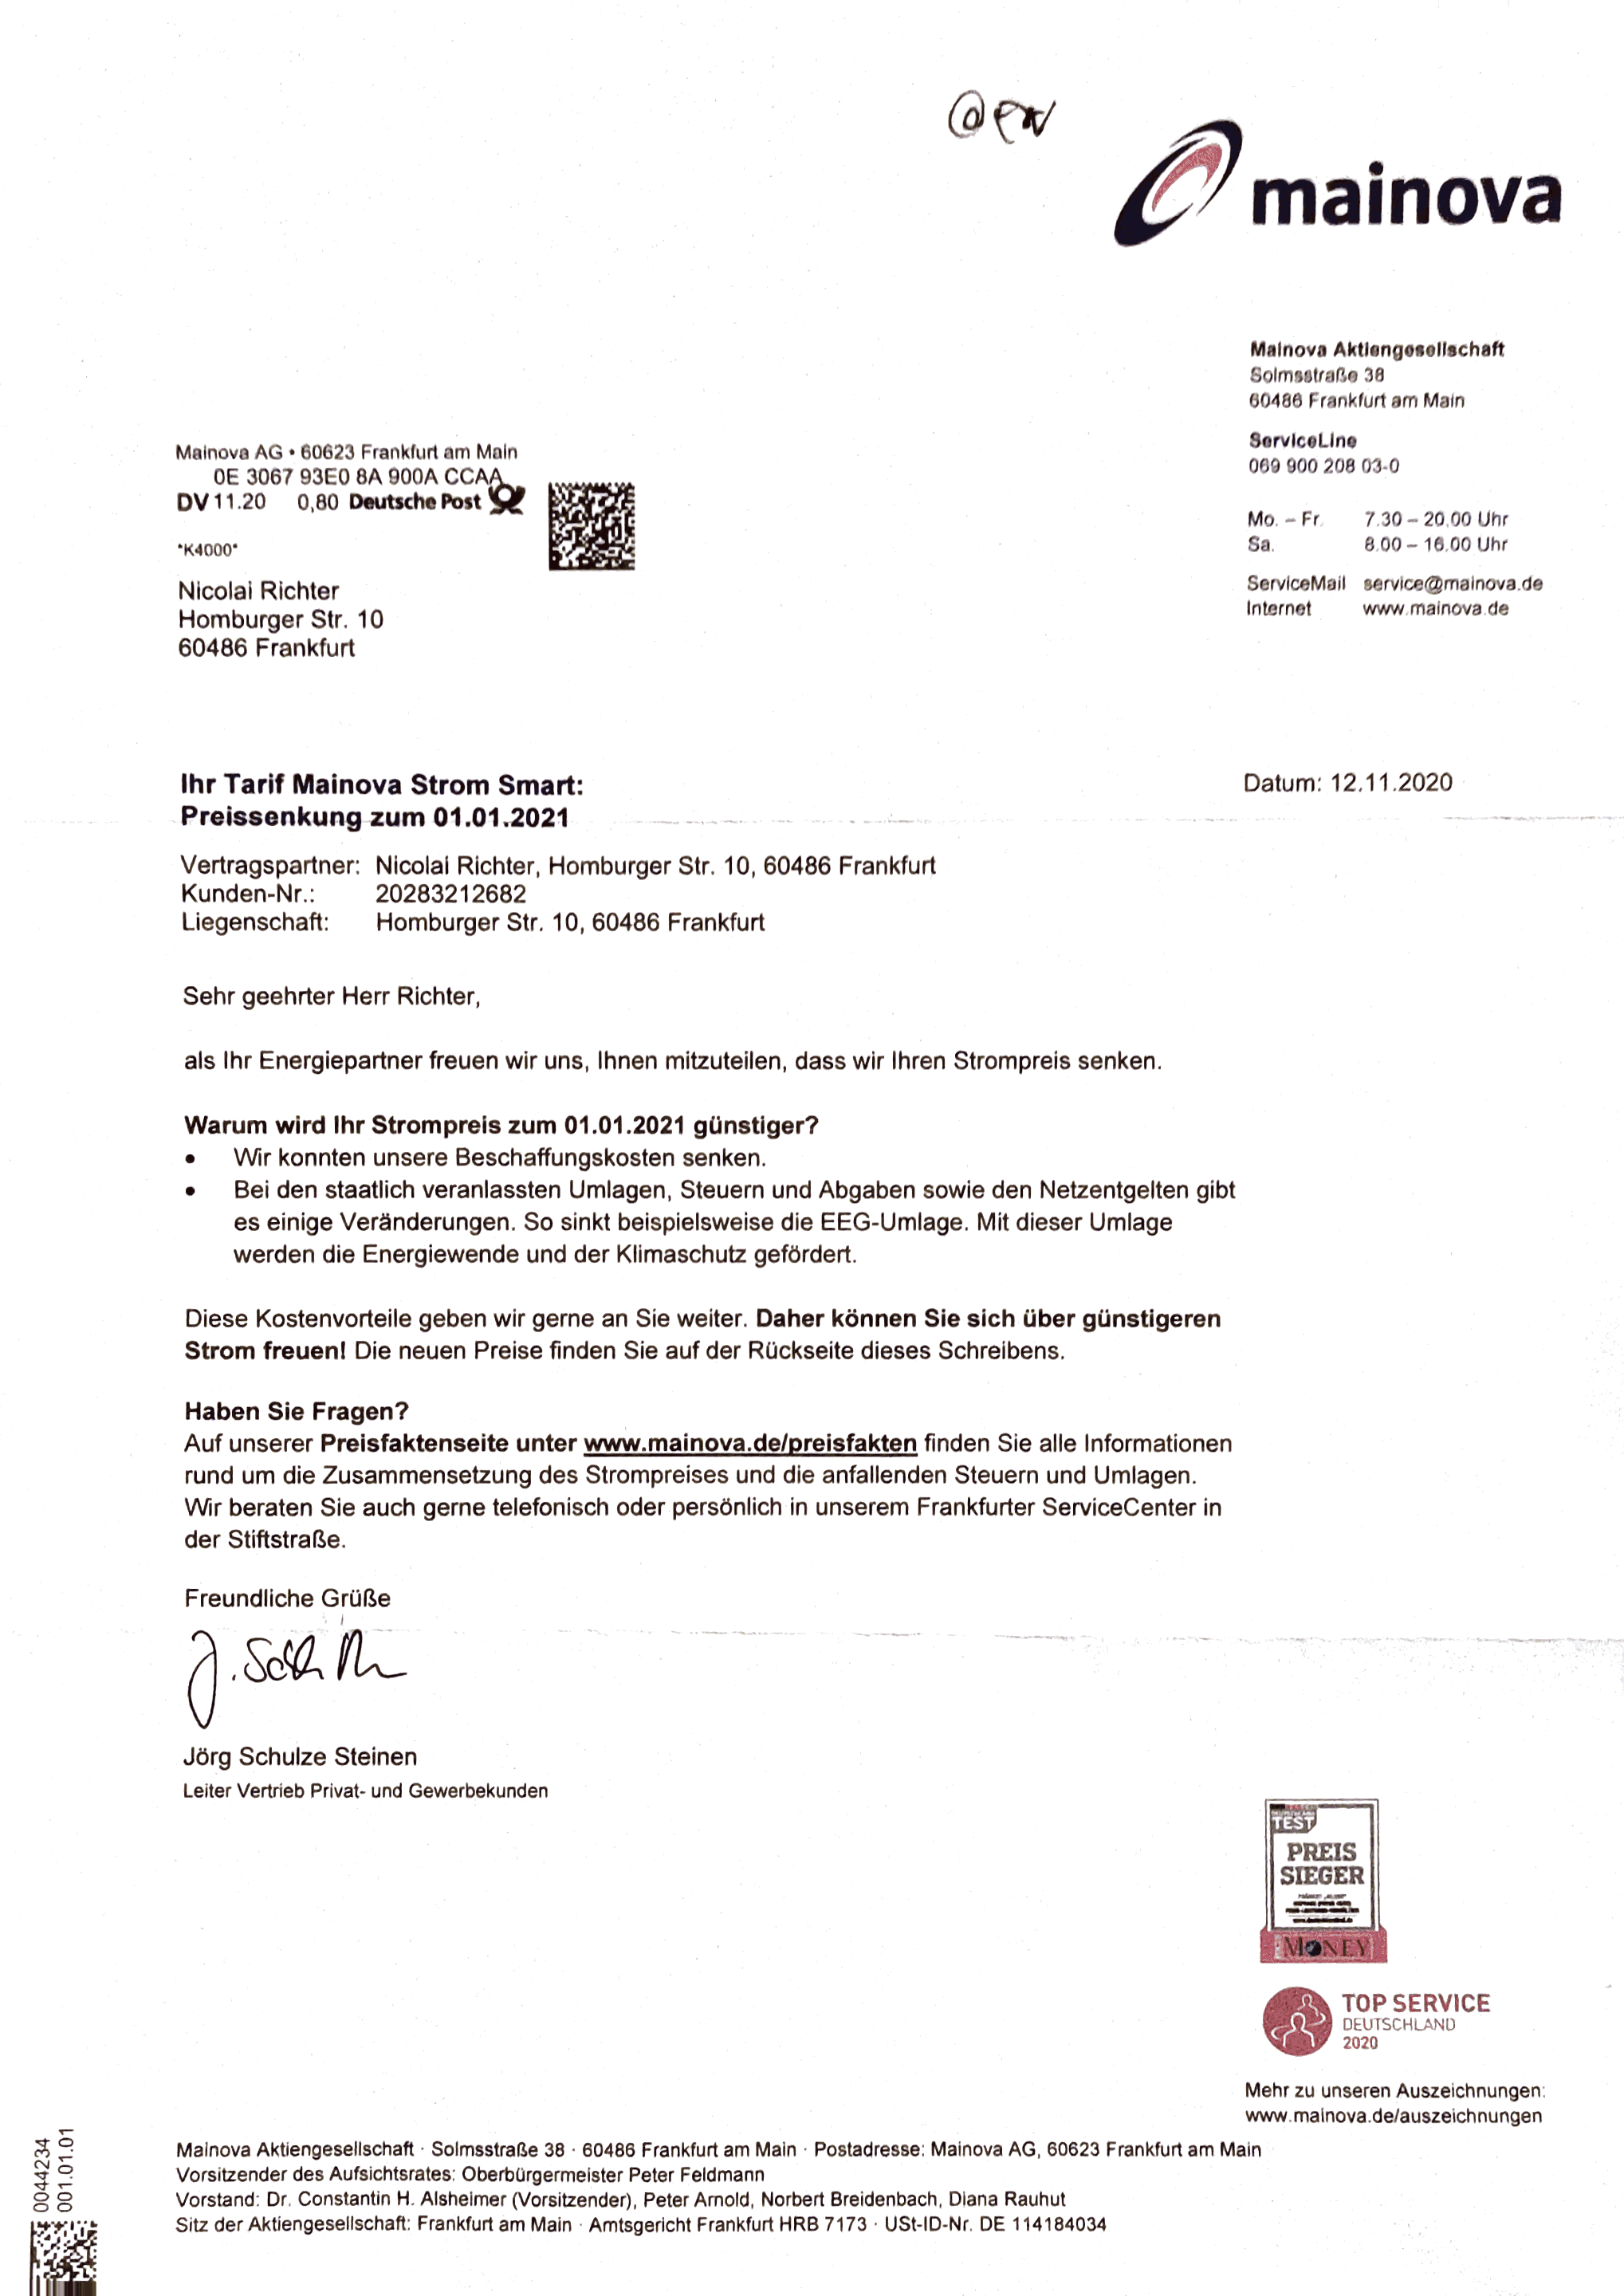 mainova
Mainova Aktiengesellschaft
Solmsstraße 38
60486 Frankfurt am Main
ServiceLine
069 900 208 03-0
Mo. – Fr. 7.30 – 20.00 Uhr
Sa. 8.00 – 16.00 Uhr
ServiceMail service@mainova.de
Internet www.mainova.de
Mainova AG • 60623 Frankfurt am Main
0E 3067 93E0 8A 900A CCAA
DV 11.20 0,80 Deutsche Post
*K4000*
Nicolai Richter
Homburger Str. 10
60486 Frankfurt
Ihr Tarif Mainova Strom Smart:
Preissenkung zum 01.01.2021
Datum: 12.11.2020
Vertragspartner: Nicolai Richter, Homburger Str. 10, 60486 Frankfurt
Kunden-Nr.: 20283212682
Liegenschaft: Homburger Str. 10, 60486 Frankfurt
Sehr geehrter Herr Richter,
als Ihr Energiepartner freuen wir uns, Ihnen mitzuteilen, dass wir Ihren Strompreis senken.
Warum wird Ihr Strompreis zum 01.01.2021 günstiger?
• Wir konnten unsere Beschaffungskosten senken.
• Bei den staatlich veranlassten Umlagen, Steuern und Abgaben sowie den Netzentgelten gibt
es einige Veränderungen. So sinkt beispielsweise die EEG-Umlage. Mit dieser Umlage
werden die Energiewende und der Klimaschutz gefördert.
Diese Kostenvorteile geben wir gerne an Sie weiter. Daher können Sie sich über günstigeren
Strom freuen! Die neuen Preise finden Sie auf der Rückseite dieses Schreibens.
Haben Sie Fragen?
Auf unserer Preisfaktenseite unter www.mainova.de/preisfakten finden Sie alle Informationen
rund um die Zusammensetzung des Strompreises und die anfallenden Steuern und Umlagen.
Wir beraten Sie auch gerne telefonisch oder persönlich in unserem Frankfurter ServiceCenter in
der Stiftstraße.
Freundliche Grüße
Jörg Schulze Steinen
Leiter Vertrieb Privat- und Gewerbekunden
TEST
PREIS
SIEGER
MONEY
TOP SERVICE
DEUTSCHLAND
2020
Mehr zu unseren Auszeichnungen:
www.mainova.de/auszeichnungen
Mainova Aktiengesellschaft · Solmsstraße 38 · 60486 Frankfurt am Main · Postadresse: Mainova AG, 60623 Frankfurt am Main
Vorsitzender des Aufsichtsrates: Oberbürgermeister Peter Feldmann
Vorstand: Dr. Constantin H. Alsheimer (Vorsitzender), Peter Arnold, Norbert Breidenbach, Diana Rauhut
Sitz der Aktiengesellschaft: Frankfurt am Main · Amtsgericht Frankfurt HRB 7173 · USt-ID-Nr. DE 114184034
0044234
001.01.01